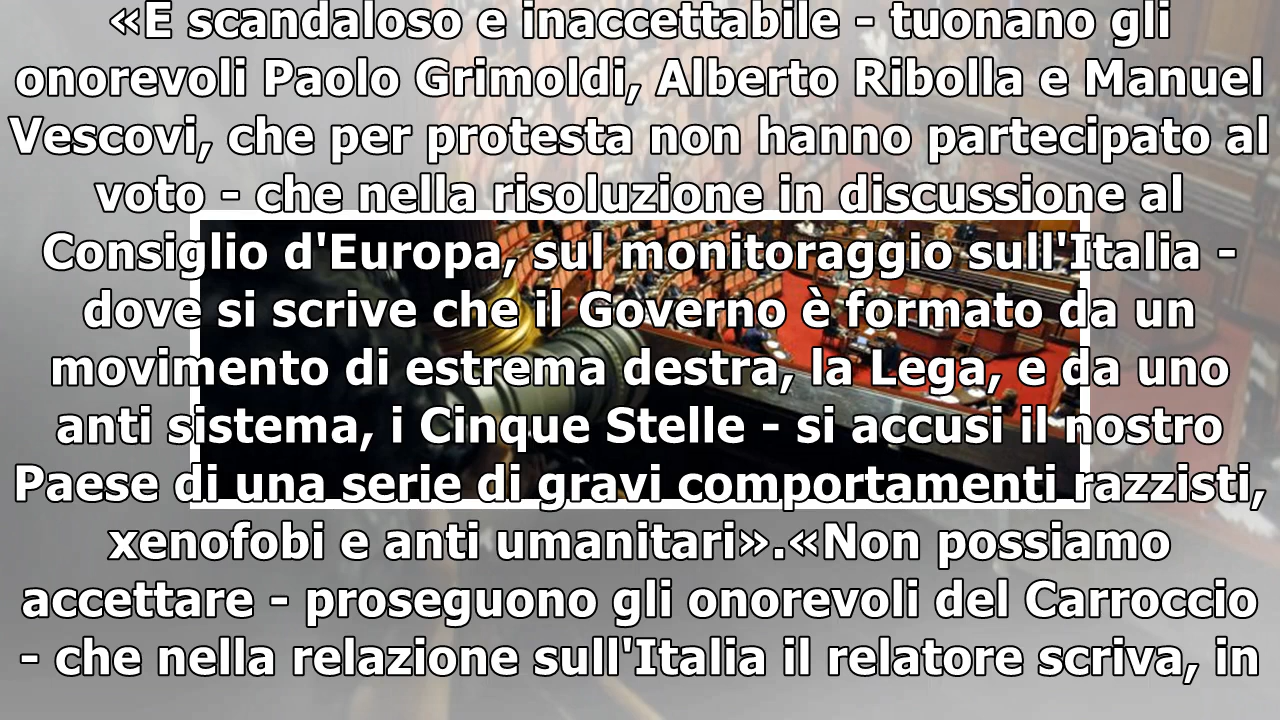 «E scandaloso e inaccettabile - tuonano gli
onorevoli Paolo Grimoldi, Alberto Ribolla e Manuel
Vescovi, che per protesta non hanno partecipato al
voto - che nella risoluzione in discussione al
Consiglio d'Europa, sul monitoraggio sull'Italia -
dove si scrive che il Governo è formato da un
movimento di estrema destra, la Lega, e da uno
anti sistema, i Cinque Stelle - si accusi il nostro
Paese di una serie di gravi comportamenti razzisti,
xenofobi e anti umanitari».«Non possiamo
accettare - proseguono gli onorevoli del Carroccio
- che nella relazione sull'Italia il relatore scriva, in